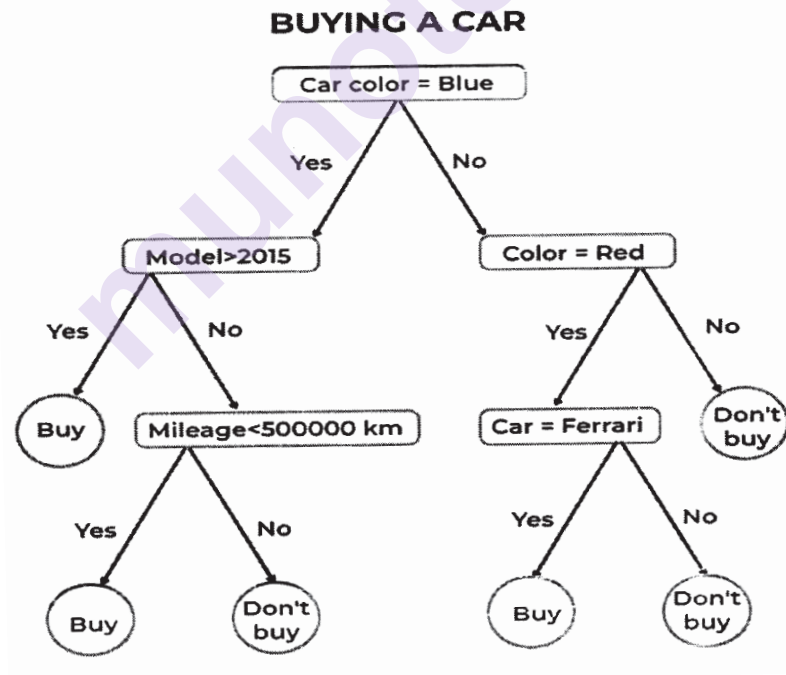 BUYING A CAR
Car color = Blue
Yes
No
Model>2015
Color = Red
Yes
No
Yes
No
Buy
Mileage<500000 km
Car = Ferrari
Don't
buy
Yes
No
Yes
No
Buy
Don't
buy
Buy
Don't
buy